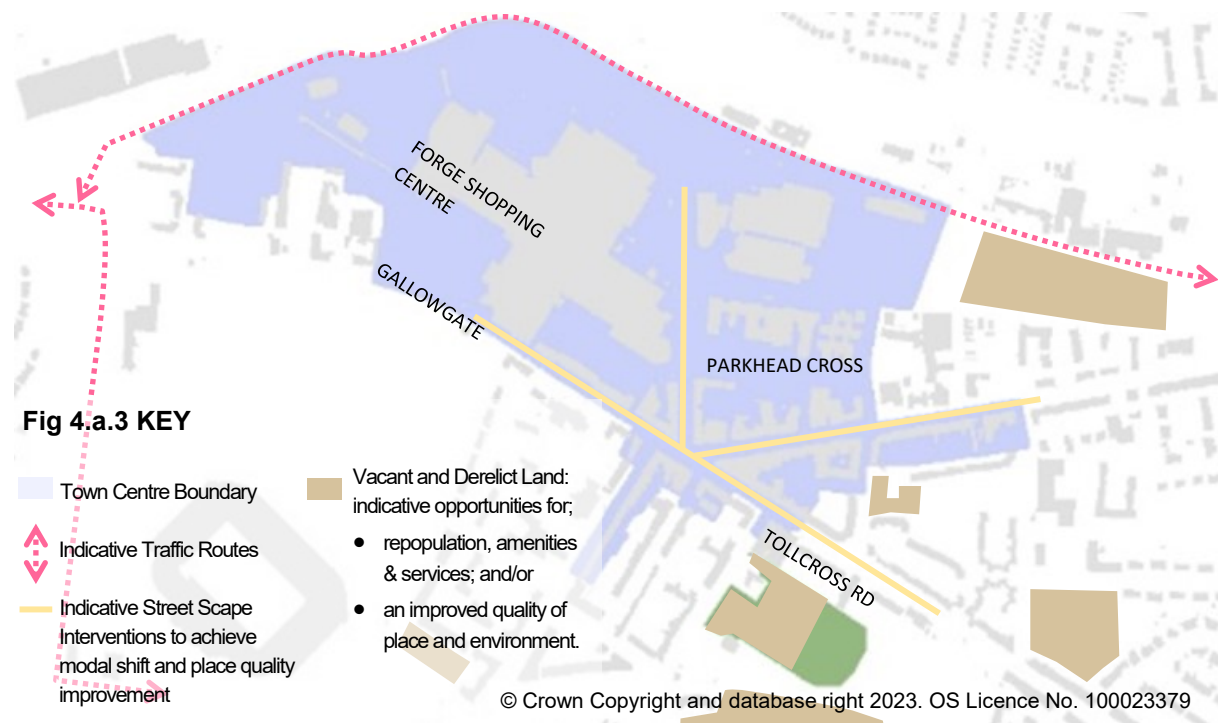 FORGE SHOPPING
CENTRE
GALLOWGATE
PARKHEAD CROSS
TOLLCROSS RD
Fig 4.a.3 KEY
Town Centre Boundary
Indicative Traffic Routes
Indicative Street Scape
Interventions to achieve
modal shift and place quality
improvement
Vacant and Derelict Land:
indicative opportunities for;
• repopulation, amenities
& services; and/or
• an improved quality of
place and environment.
© Crown Copyright and database right 2023. OS Licence No. 100023379